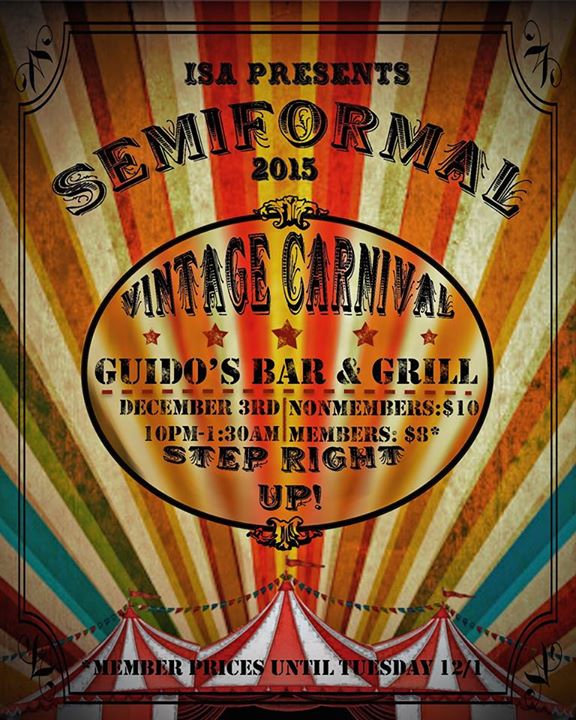 ISA PRESENTS
SEMIFORMAL
2015
VINTAGE CARNIVAL
GUIDO'S BAR & GRILL
DECEMBER 3RD|NONMEMBERS:$10
10PM-1:30AM|MEMBERS: $8*
STEP RIGHT
UP!
*MEMBER PRICES UNTIL TUESDAY 12/1